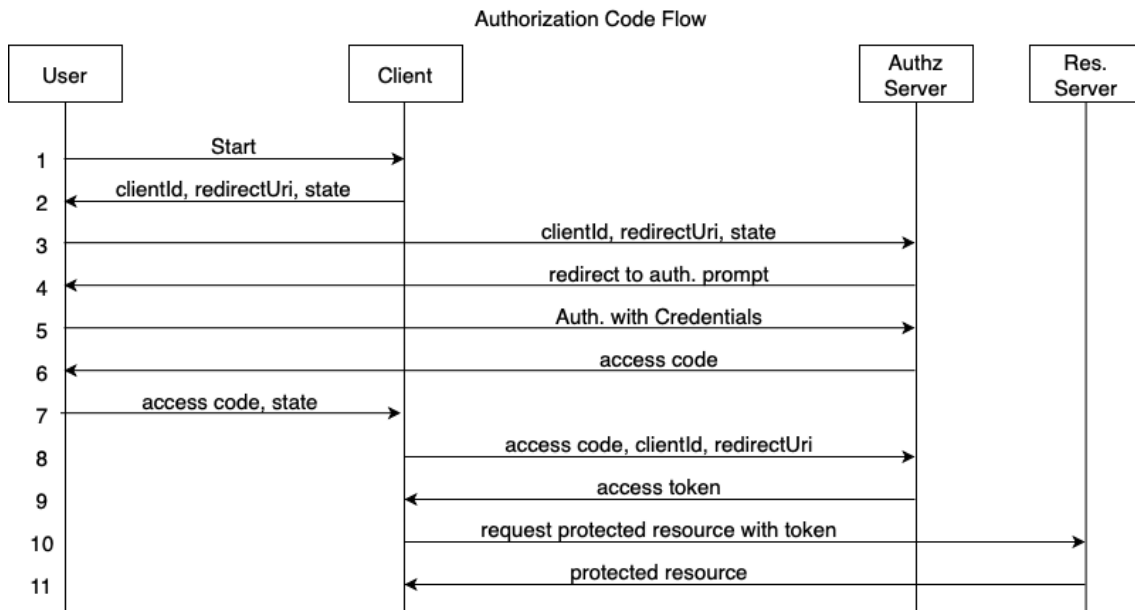 Authorization Code Flow
User
Client
Authz
Server
Res.
Server
1
Start
2
clientId, redirectUri, state
3
clientId, redirectUri, state
4
redirect to auth. prompt
5
Auth. with Credentials
6
access code
7
access code, state
8
access code, clientId, redirectUri
9
access token
10
request protected resource with token
11
protected resource